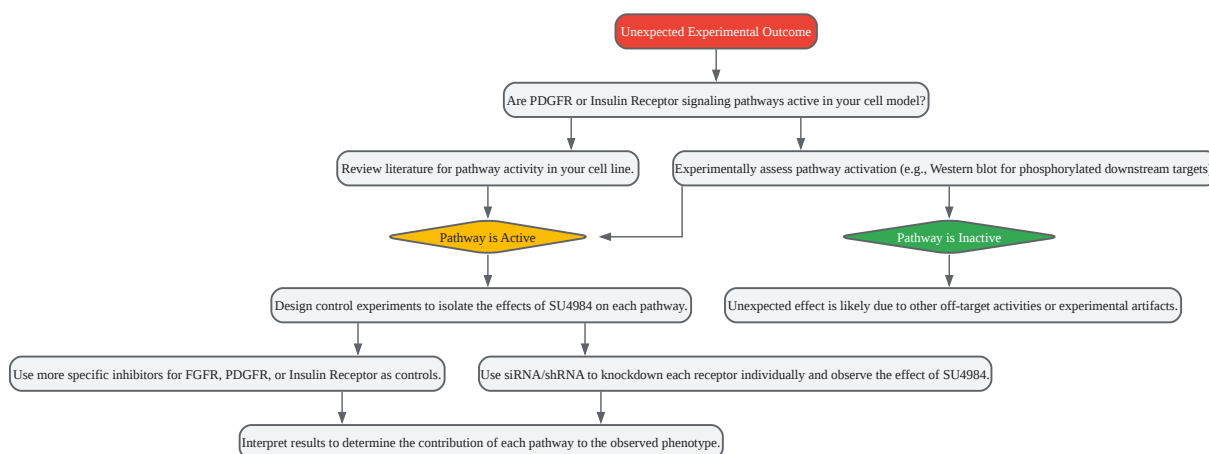 Unexpected Experimental Outcome
Are PDGFR or Insulin Receptor signaling pathways active in your cell model?
Review literature for pathway activity in your cell line.
Experimentally assess pathway activation (e.g., Western blot for phosphorylated downstream targets)
Pathway is Active
Pathway is Inactive
Design control experiments to isolate the effects of SU4984 on each pathway.
Unexpected effect is likely due to other off-target activities or experimental artifacts.
Use more specific inhibitors for FGFR, PDGFR, or Insulin Receptor as controls.
Use siRNA/shRNA to knockdown each receptor individually and observe the effect of SU4984.
Interpret results to determine the contribution of each pathway to the observed phenotype.